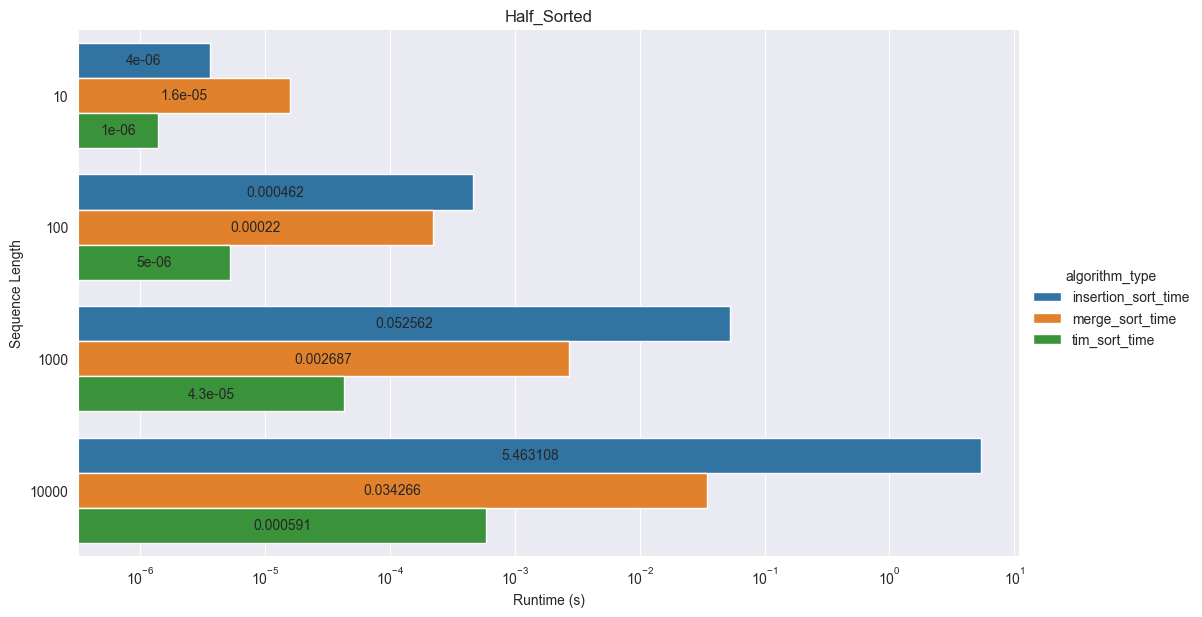 Half_Sorted
Sequence Length
10
4e-06
1.6e-05
1e-06
100
0.000462
0.00022
5e-06
1000
0.052562
0.002687
4.3e-05
10000
5.463108
0.034266
0.000591
10⁻⁶ 10⁻⁵ 10⁻⁴ 10⁻³ 10⁻² 10⁻¹ 10⁰ 10¹
Runtime (s)
algorithm_type
insertion_sort_time
merge_sort_time
tim_sort_time